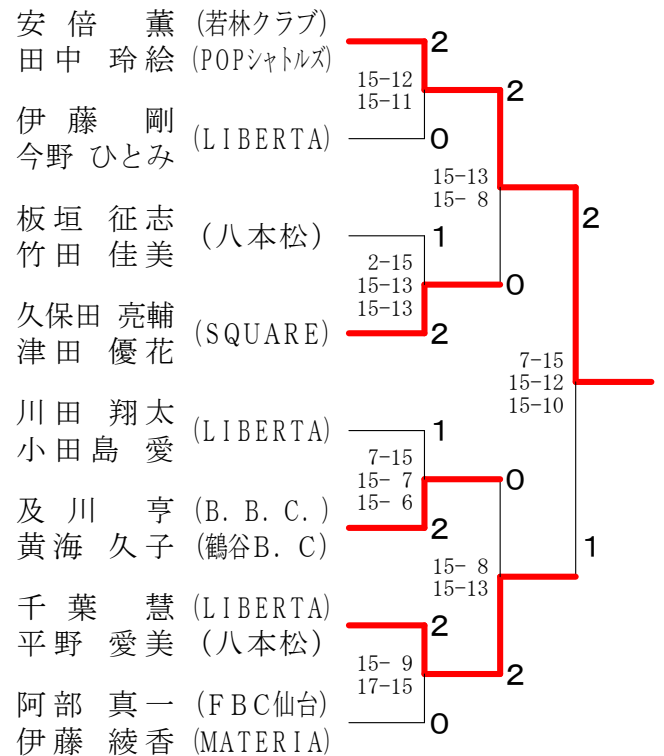 安倍 薫 (若林クラブ)
田中 玲絵 (POPシャトルズ)
2
15-12
15-11
2
伊藤 剛
今野 ひとみ
(LIBERTA)
0
15-13
15- 8
2
板垣 征志
竹田 佳美
(八本松)
1
2-15
15-13
15-13
0
久保田 亮輔
津田 優花
(SQUARE)
2
7-15
15-12
15-10
川田 翔太
小田島 愛
(LIBERTA)
1
7-15
15- 7
15- 6
0
及川 亨 (B. B. C.)
黄海 久子 (鶴谷B. C)
2
15- 8
15-13
1
千葉 慧 (LIBERTA)
平野 愛美 (八本松)
2
15- 9
17-15
2
阿部 真一 (FBC仙台)
伊藤 綾香 (MATERIA)
0